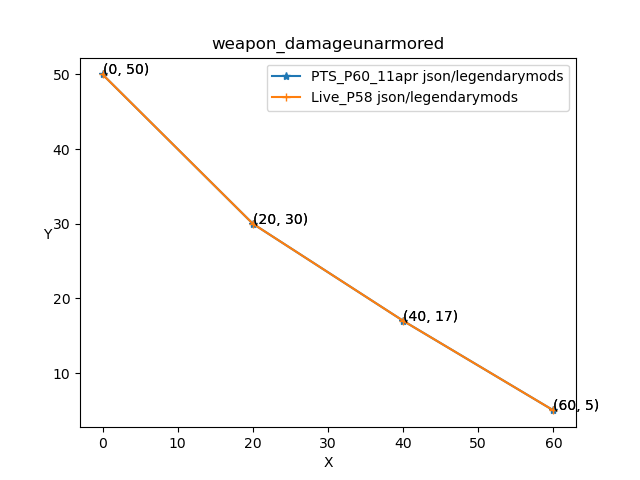 weapon_damageunarmored
PTS_P60_11apr json/legendarymods
Live_P58 json/legendarymods
(0, 50)
(20, 30)
(40, 17)
(60, 5)
50
40
30
20
10
Y
0 10 20 30 40 50 60
X